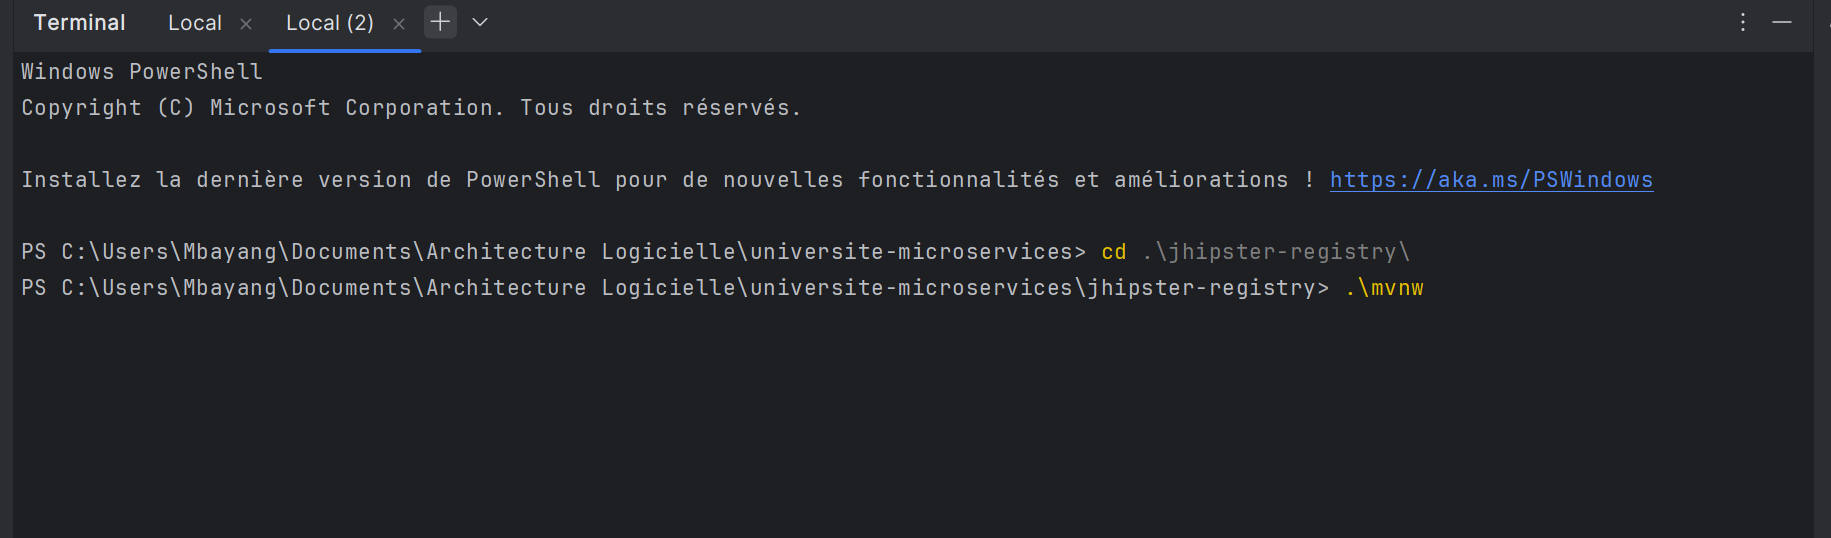 Terminal Local Local (2)
Windows PowerShell
Copyright (C) Microsoft Corporation. Tous droits réservés.
Installez la dernière version de PowerShell pour de nouvelles fonctionnalités et améliorations ! https://aka.ms/PSWindows
PS C:\Users\Mbayang\Documents\Architecture Logicielle\universite-microservices> cd .\jhipster-registry\
PS C:\Users\Mbayang\Documents\Architecture Logicielle\universite-microservices\jhipster-registry> .\mvnw